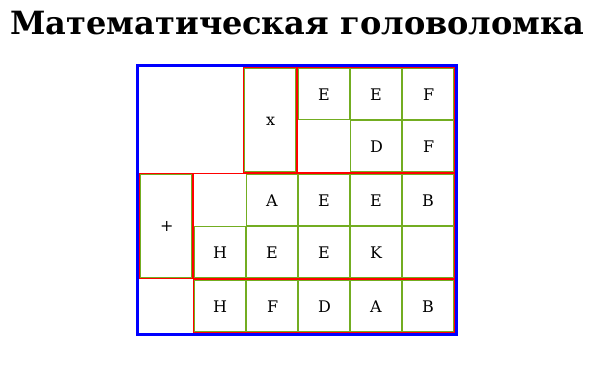 Математическая головоломка
x E E F
D F
+ A E E B
H E E K
H F D A B